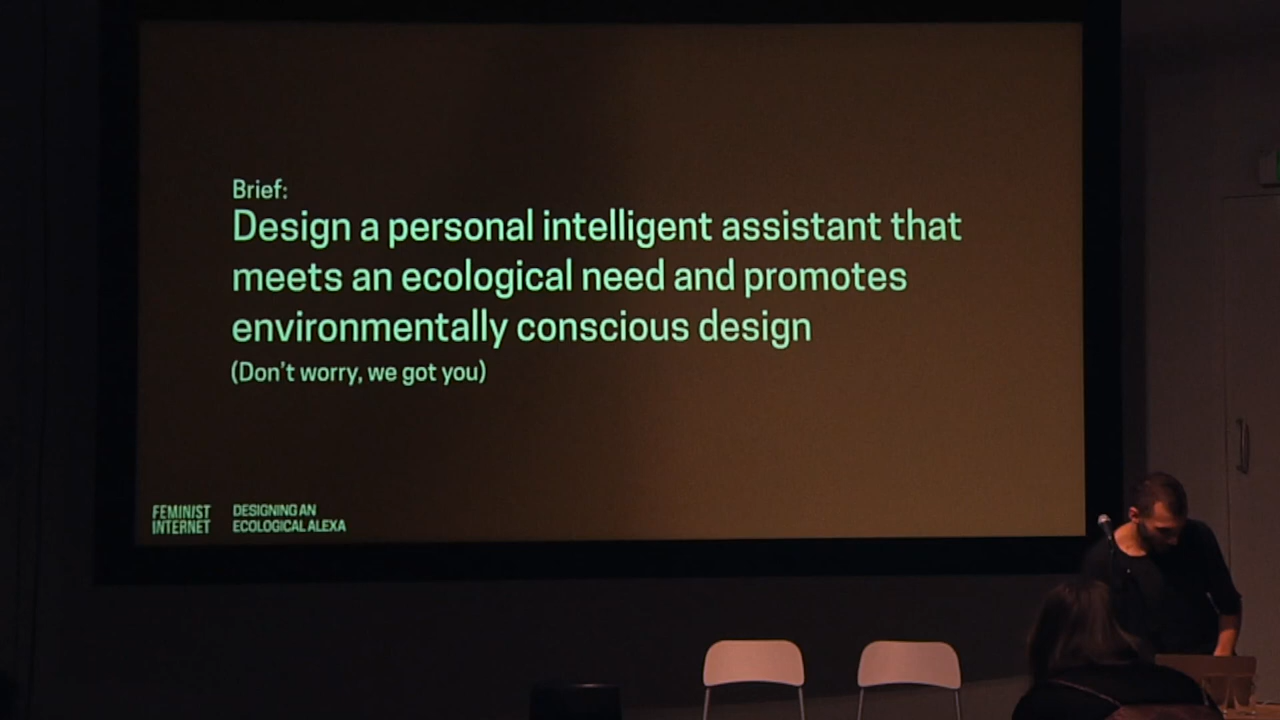 Brief:
Design a personal intelligent assistant that
meets an ecological need and promotes
environmentally conscious design
(Don't worry, we got you)
FEMINIST
INTERNET
DESIGNING AN
ECOLOGICAL ALEXA